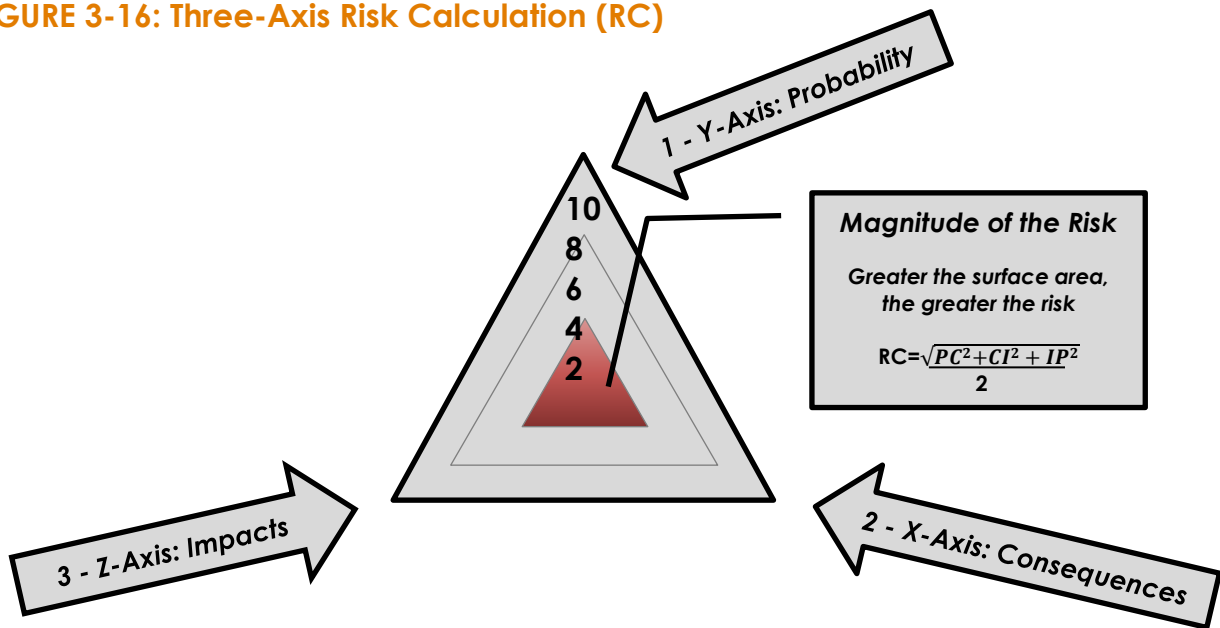 GURE 3-16: Three-Axis Risk Calculation (RC)
1 - Y-Axis: Probability
10
8
6
4
2
Magnitude of the Risk
Greater the surface area,
the greater the risk
RC=√PC²+CI² + IP²
2
3 - Z-Axis: Impacts
2 - X-Axis: Consequences